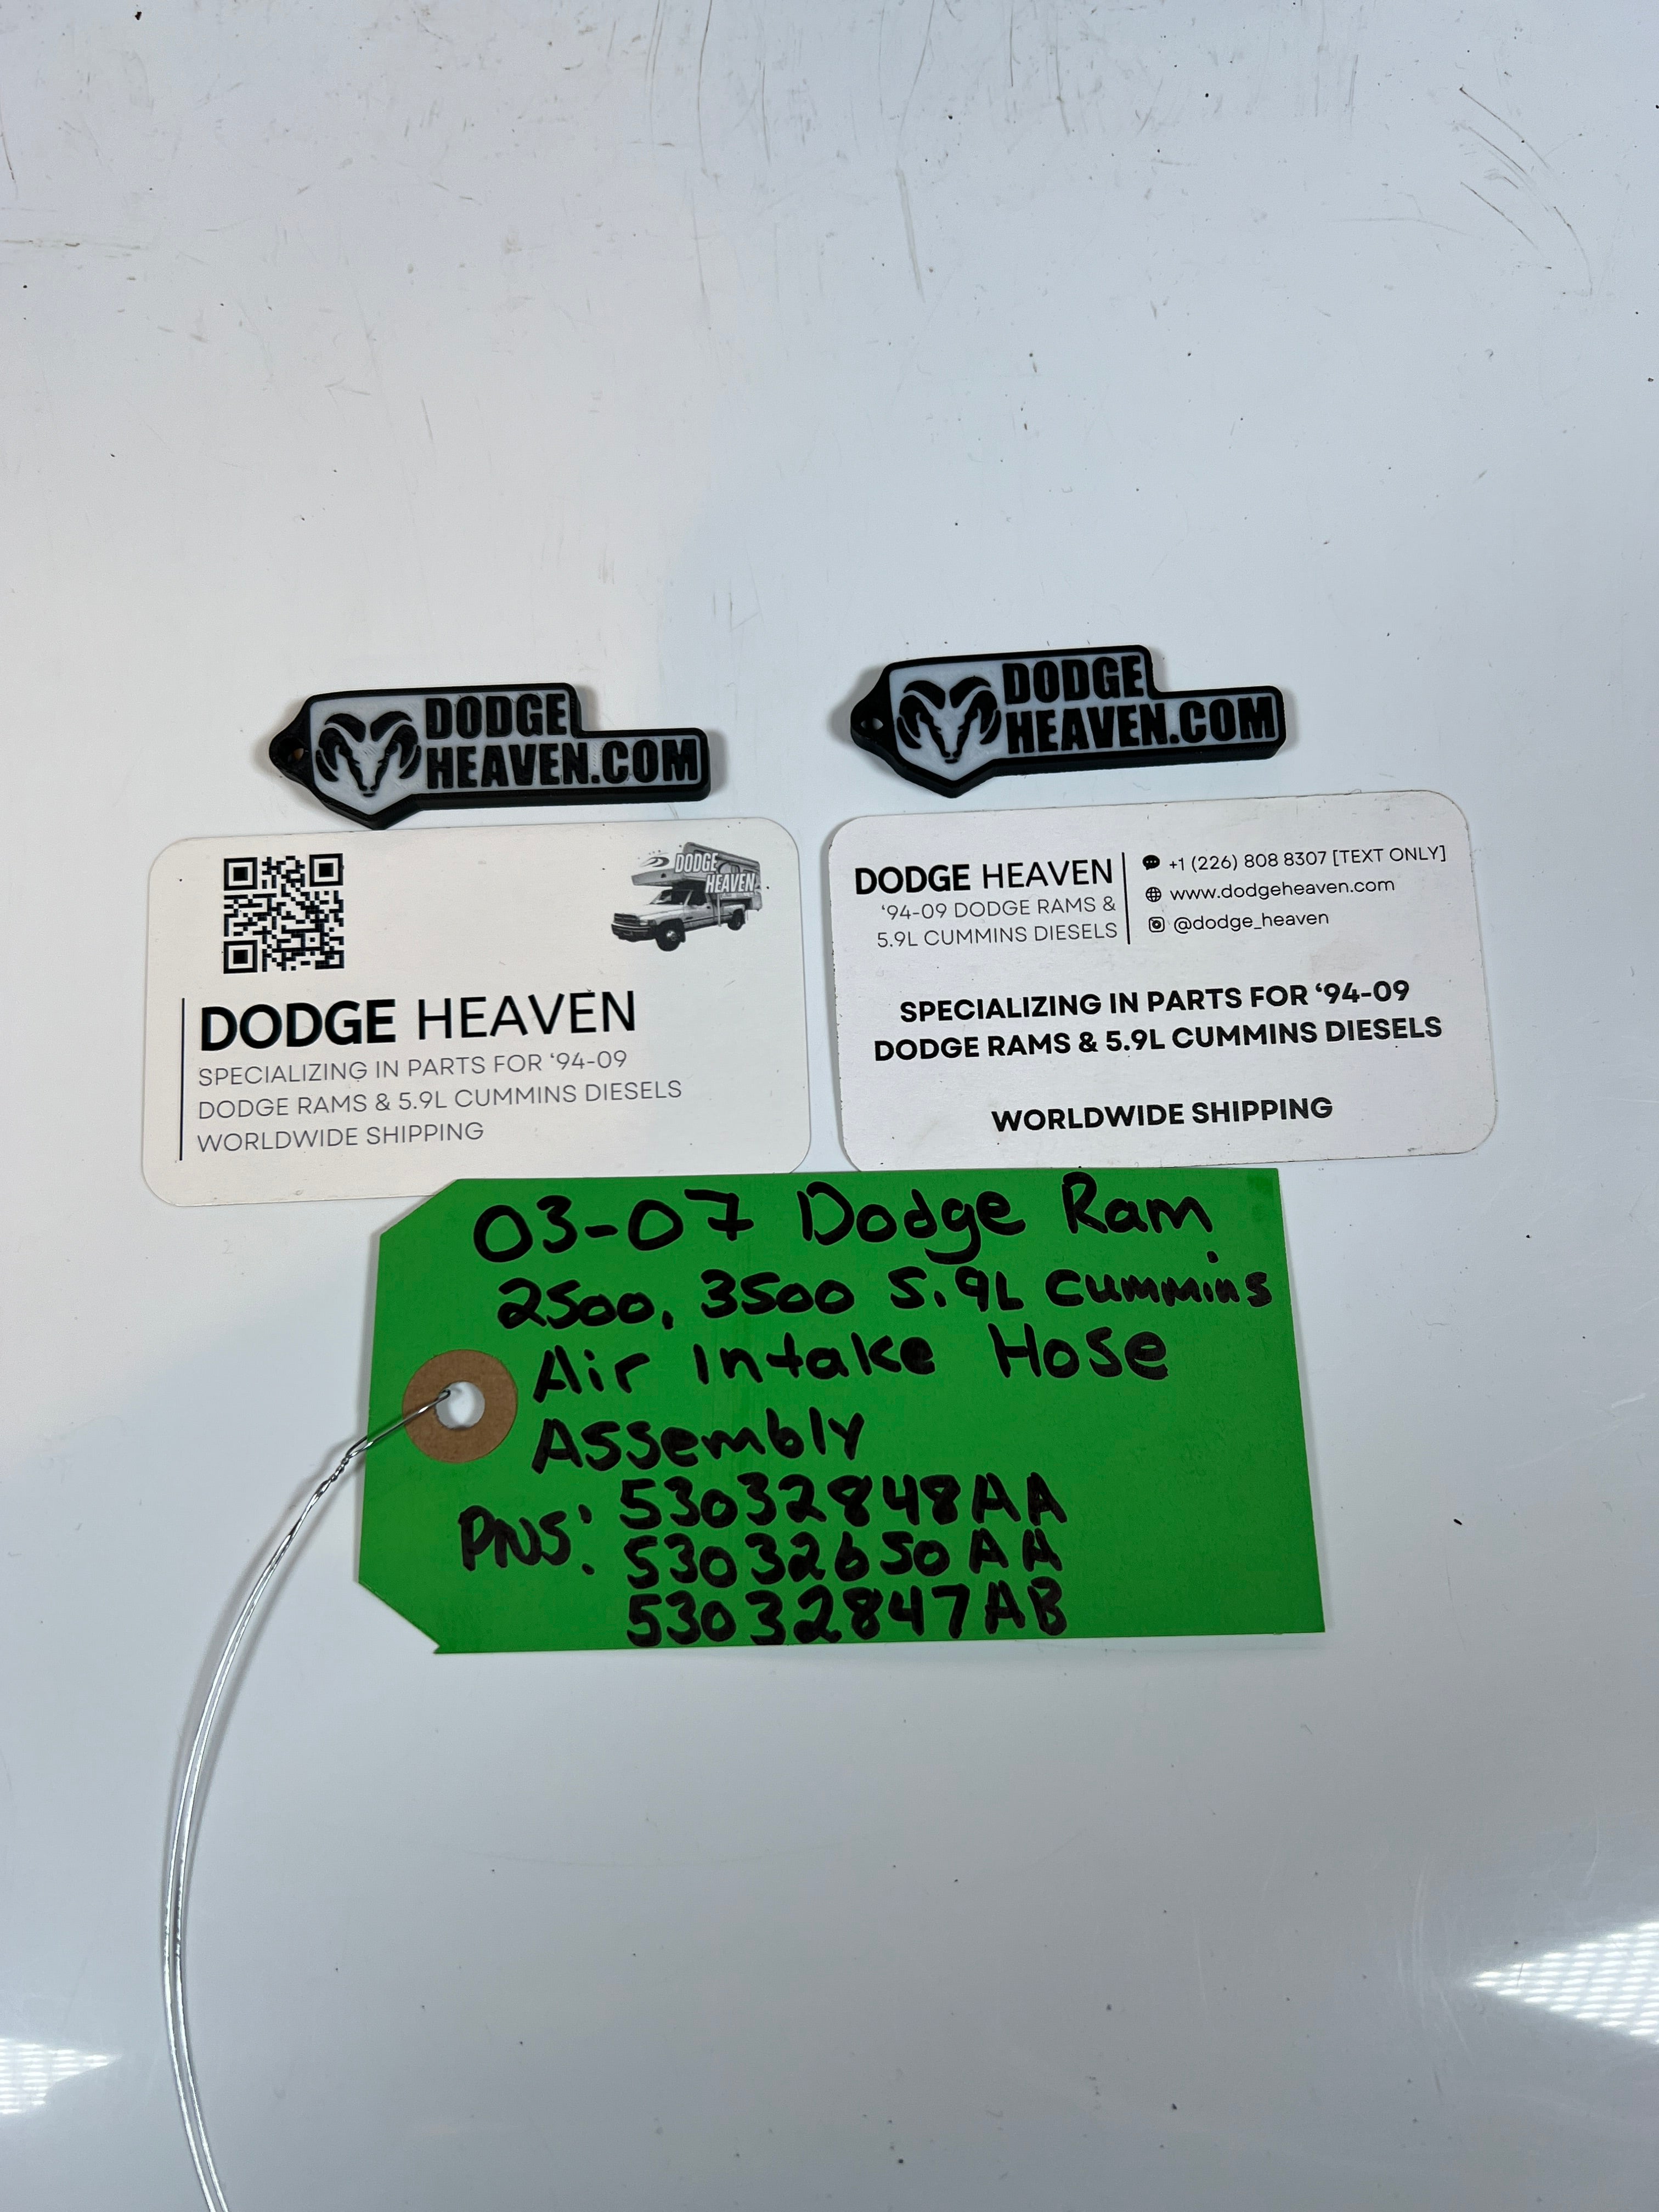 DODGE
HEAVEN.COM
DODGE
HEAVEN.COM
DODGE
HEAVEN
DODGE HEAVEN
SPECIALIZING IN PARTS FOR ‘94-09
DODGE RAMS & 5.9L CUMMINS DIESELS
WORLDWIDE SHIPPING
DODGE HEAVEN
‘94-09 DODGE RAMS &
5.9L CUMMINS DIESELS
+1 (226) 808 8307 [TEXT ONLY]
www.dodgeheaven.com
@dodge_heaven
SPECIALIZING IN PARTS FOR ‘94-09
DODGE RAMS & 5.9L CUMMINS DIESELS
WORLDWIDE SHIPPING
03-07 Dodge Ram
2500, 3500 5.9L Cummins
Air Intake Hose
Assembly
PNS: 53032848AA
53032650AA
53032847AB